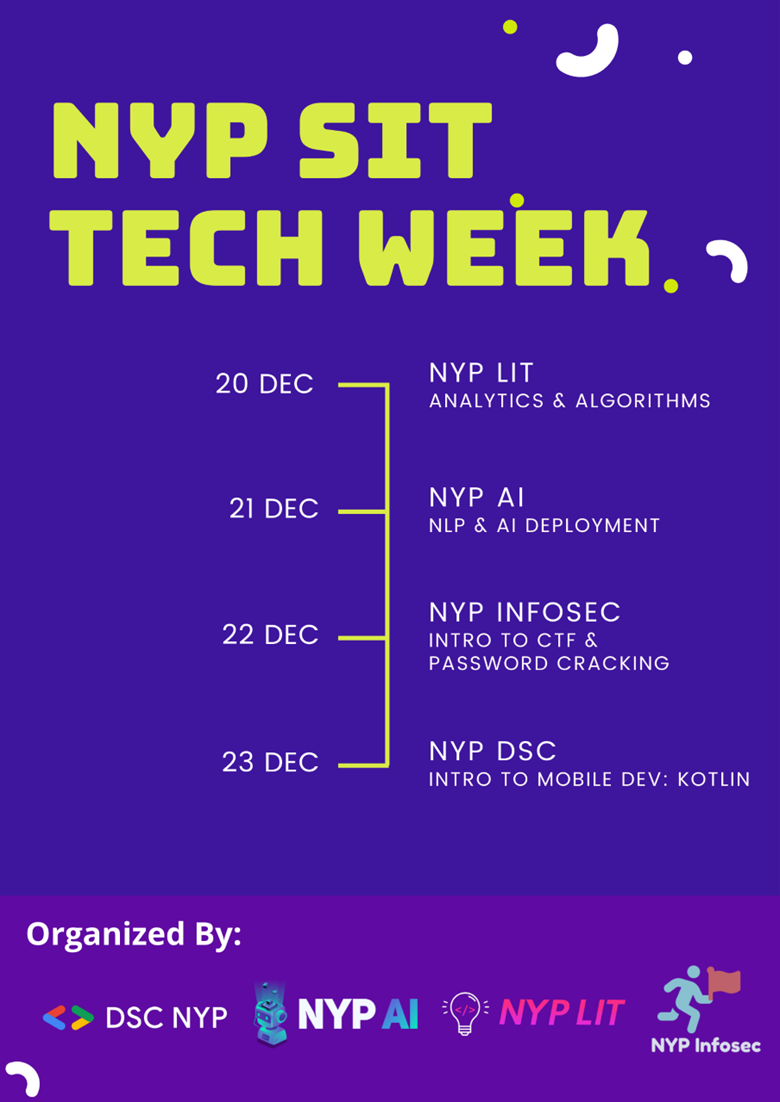 NYP SIT
TECH WEEK
20 DEC
NYP LIT
ANALYTICS & ALGORITHMS
21 DEC
NYP AI
NLP & AI DEPLOYMENT
22 DEC
NYP INFOSEC
INTRO TO CTF &
PASSWORD CRACKING
23 DEC
NYP DSC
INTRO TO MOBILE DEV: KOTLIN
Organized By:
DSC NYP
NYP AI
</>
NYP LIT
NYP Infosec